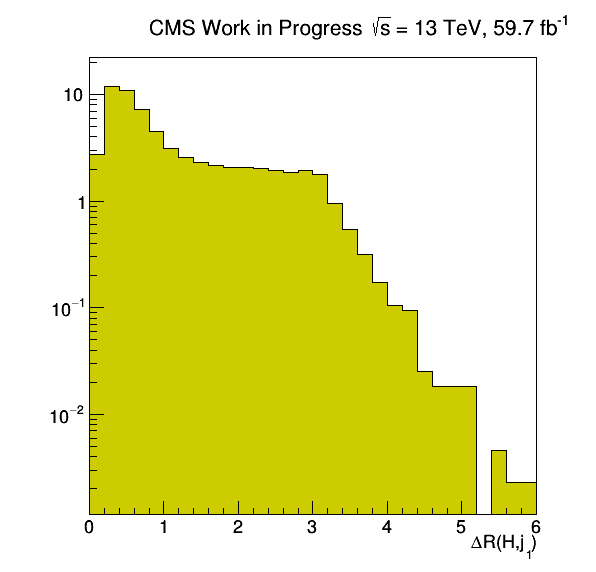 CMS Work in Progress √s = 13 TeV, 59.7 fb⁻¹
10
1
10⁻¹
10⁻²
0 1 2 3 4 5 6
ΔR(H,j₁)